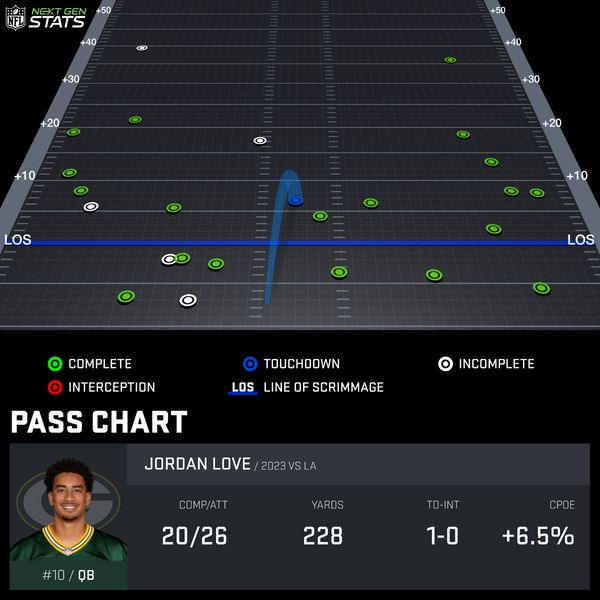 NFL NEXT GEN STATS
+50 +50
+40 +40
+30 +30
+20 +20
+10 +10
LOS LOS
COMPLETE TOUCHDOWN INCOMPLETE
INTERCEPTION LOS LINE OF SCRIMMAGE
PASS CHART
JORDAN LOVE / 2023 VS LA
COMP/ATT YARDS TD-INT CPOE
20/26 228 1-0 +6.5%
#10 / QB